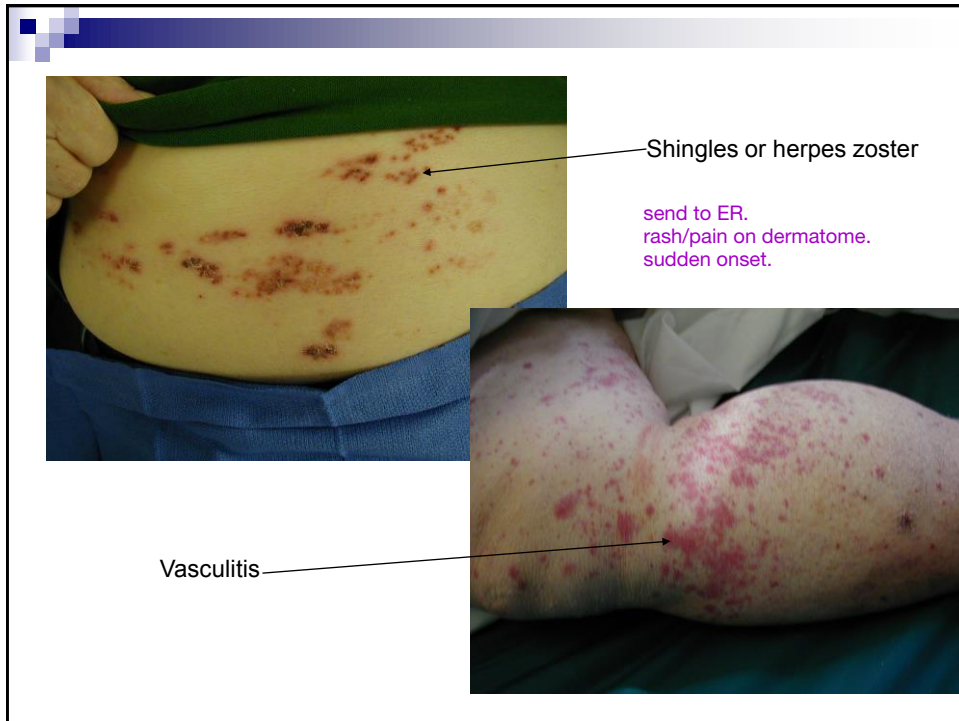 Shingles or herpes zoster
send to ER.
rash/pain on dermatome.
sudden onset.
Vasculitis